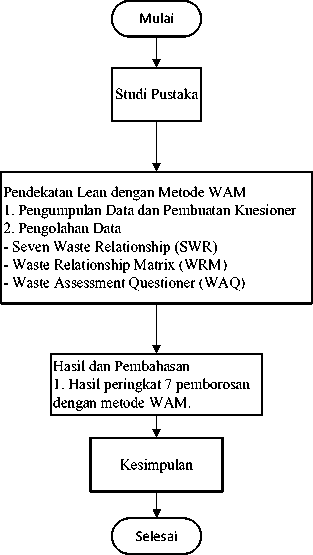 Mulai
Studi Pustaka
Pendekatan Lean dengan Metode WAM
1. Pengumpulan Data dan Pembuatan Kuesioner
2. Pengolahan Data
- Seven Waste Relationship (SWR)
- Waste Relationship Matrix (WRM)
- Waste Assessment Questioner (WAQ)
Hasil dan Pembahasan
1. Hasil peringkat 7 pemborosan
dengan metode WAM.
Kesimpulan
Selesai